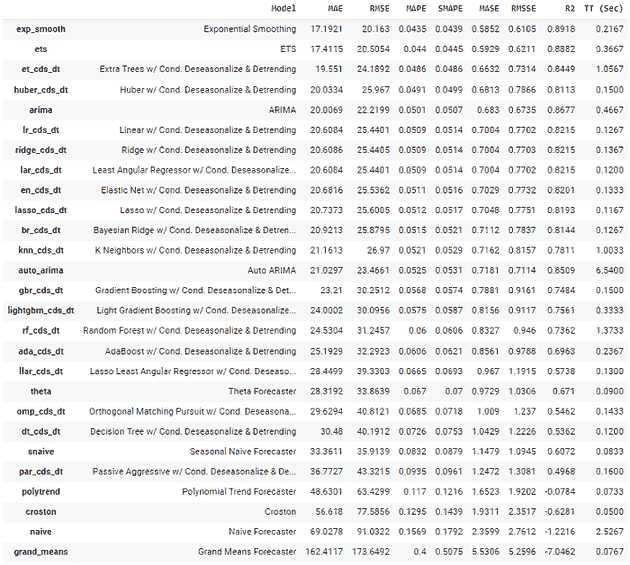 Model MAE RMSE MAPE SMAPE MASE RMSSE R2 TT (Sec)
exp_smooth Exponential Smoothing 17.1921 20.163 0.0435 0.0439 0.5852 0.6105 0.8918 0.2167
ets ETS 17.4115 20.5054 0.044 0.0445 0.5929 0.6211 0.8882 0.3667
et_cds_dt Extra Trees w/ Cond. Deseasonalize & Detrending 19.551 24.1892 0.0486 0.0486 0.6632 0.7314 0.8449 1.0567
huber_cds_dt Huber w/ Cond. Deseasonalize & Detrending 20.0334 25.967 0.0491 0.0499 0.6813 0.7866 0.8113 0.1500
arima ARIMA 20.0069 22.2199 0.0501 0.0507 0.683 0.6735 0.8677 0.4667
lr_cds_dt Linear w/ Cond. Deseasonalize & Detrending 20.6084 25.4401 0.0509 0.0514 0.7004 0.7702 0.8215 0.1267
ridge_cds_dt Ridge w/ Cond. Deseasonalize & Detrending 20.6086 25.4405 0.0509 0.0514 0.7004 0.7703 0.8215 0.1367
lar_cds_dt Least Angular Regressor w/ Cond. Deseasonalize... 20.6084 25.4401 0.0509 0.0514 0.7004 0.7702 0.8215 0.1200
en_cds_dt Elastic Net w/ Cond. Deseasonalize & Detrending 20.6816 25.5362 0.0511 0.0516 0.7029 0.7732 0.8201 0.1333
lasso_cds_dt Lasso w/ Cond. Deseasonalize & Detrending 20.7373 25.6005 0.0512 0.0517 0.7048 0.7751 0.8193 0.1167
br_cds_dt Bayesian Ridge w/ Cond. Deseasonalize & Detren... 20.9213 25.8795 0.0515 0.0521 0.7112 0.7837 0.8144 0.1267
knn_cds_dt K Neighbors w/ Cond. Deseasonalize & Detrending 21.1613 26.97 0.0521 0.0529 0.7162 0.8157 0.7811 1.0033
auto_arima Auto ARIMA 21.0297 23.4661 0.0525 0.0531 0.7181 0.7114 0.8509 6.5400
gbr_cds_dt Gradient Boosting w/ Cond. Deseasonalize & Det... 23.21 30.2512 0.0568 0.0574 0.7881 0.9161 0.7484 0.1500
lightgbm_cds_dt Light Gradient Boosting w/ Cond. Deseasonalize... 24.0002 30.0956 0.0575 0.0587 0.8156 0.9117 0.7561 0.3333
rf_cds_dt Random Forest w/ Cond. Deseasonalize & Detrending 24.5304 31.2457 0.06 0.0606 0.8327 0.946 0.7362 1.3733
ada_cds_dt AdaBoost w/ Cond. Deseasonalize & Detrending 25.1929 32.2923 0.0606 0.0621 0.8561 0.9788 0.6963 0.2367
llar_cds_dt Lasso Least Angular Regressor w/ Cond. Deseaso... 28.4499 39.3303 0.0665 0.0693 0.967 1.1915 0.5738 0.1300
theta Theta Forecaster 28.3192 33.8639 0.067 0.07 0.9729 1.0306 0.671 0.0900
omp_cds_dt Orthogonal Matching Pursuit w/ Cond. Deseasona... 29.6294 40.8121 0.0685 0.0718 1.009 1.237 0.5462 0.1433
dt_cds_dt Decision Tree w/ Cond. Deseasonalize & Detrending 30.48 40.1912 0.0726 0.0753 1.0429 1.2226 0.5362 0.1200
snaive Seasonal Naive Forecaster 33.3611 35.9139 0.0832 0.0879 1.1479 1.0945 0.6072 0.0833
par_cds_dt Passive Aggressive w/ Cond. Deseasonalize & De... 36.7727 43.3215 0.0935 0.0961 1.2472 1.3081 0.4968 0.1600
polytrend Polynomial Trend Forecaster 48.6301 63.4299 0.117 0.1216 1.6523 1.9202 -0.0784 0.0733
croston Croston 56.618 77.5856 0.1295 0.1439 1.9311 2.3517 -0.6281 0.0500
naive Naive Forecaster 69.0278 91.0322 0.1569 0.1792 2.3599 2.7612 -1.2216 2.5267
grand_means Grand Means Forecaster 162.4117 173.6492 0.4 0.5075 5.5306 5.2596 -7.0462 0.0767